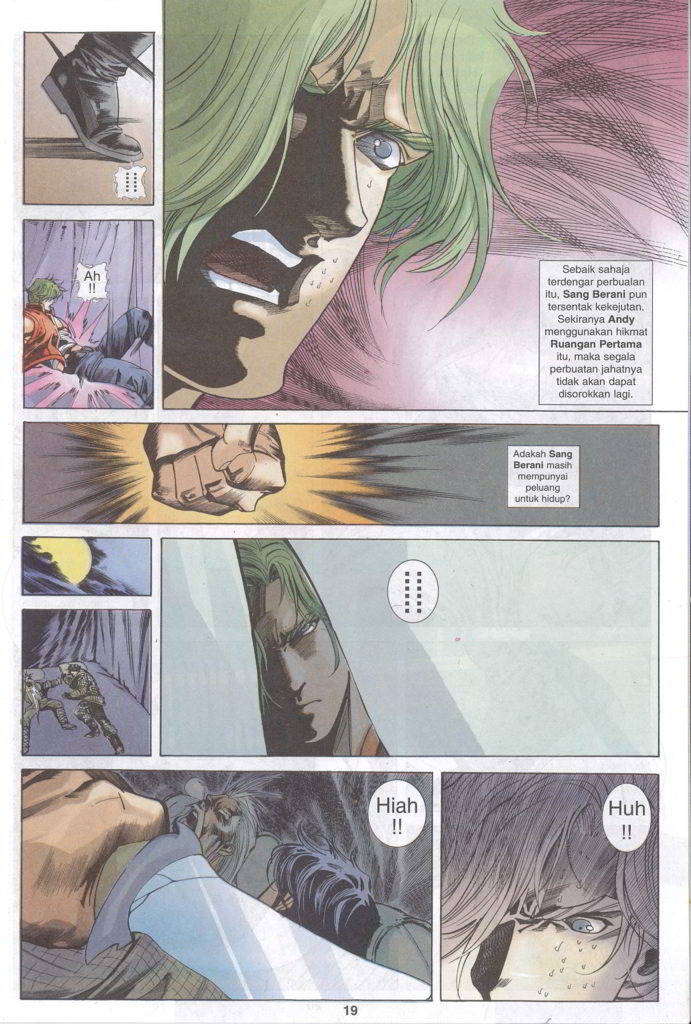 Sebaik sahaja
terdengar perbualan
itu, Sang Berani pun
tersentak kekejutan.
Sekiranya Andy
menggunakan hikmat
Ruangan Pertama
itu, maka segala
perbuatan jahatnya
tidak akan dapat
disorokkan lagi.
Ah
!!
Adakah Sang
Berani masih
mempunyai
peluang
untuk hidup?
Hiah
!!
Huh
!!
19